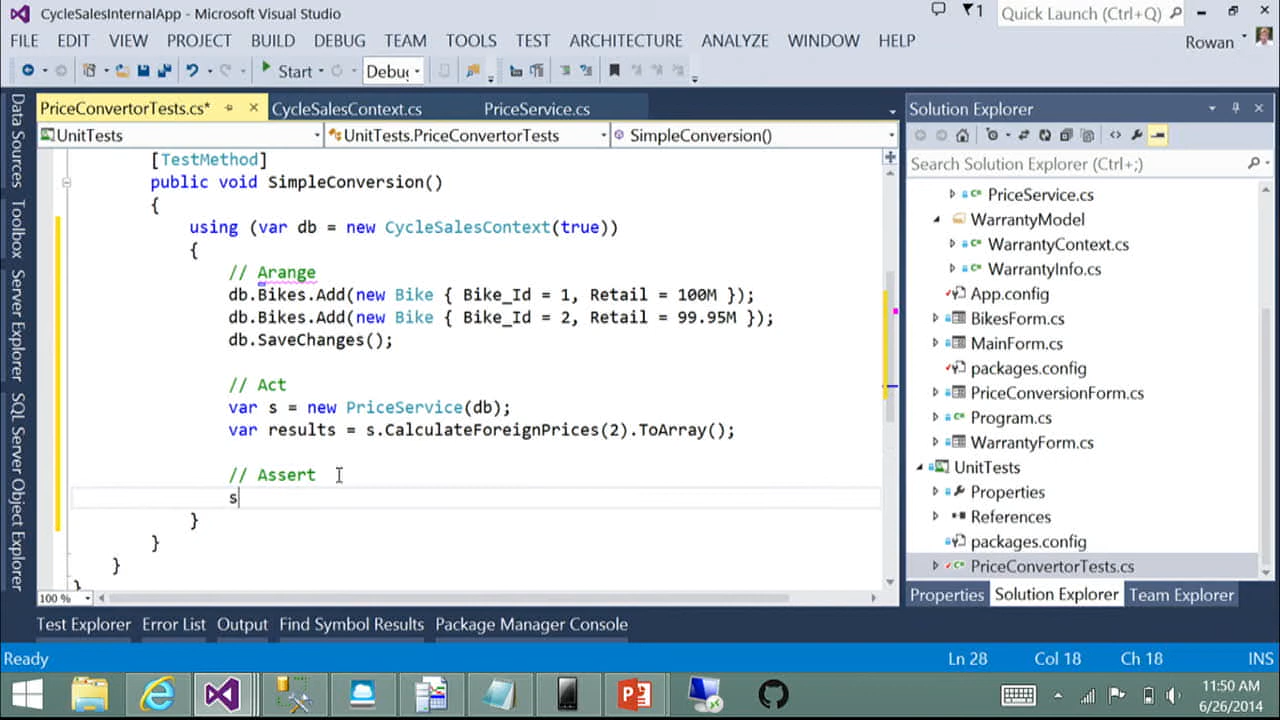 CycleSalesInternalApp - Microsoft Visual Studio
1
Quick Launch (Ctrl+Q)
FILE EDIT VIEW PROJECT BUILD DEBUG TEAM TOOLS TEST ARCHITECTURE ANALYZE WINDOW HELP
Rowan
Start
Debug
PriceConvertorTests.cs*
CycleSalesContext.cs
PriceService.cs
UnitTests
UnitTests.PriceConvertorTests
SimpleConversion()
Data Sources
Toolbox
Server Explorer
SQL Server Object Explorer
[TestMethod]
public void SimpleConversion()
{
using (var db = new CycleSalesContext(true))
{
// Arange
db.Bikes.Add(new Bike { Bike_Id = 1, Retail = 100M });
db.Bikes.Add(new Bike { Bike_Id = 2, Retail = 99.95M });
db.SaveChanges();
// Act
var s = new PriceService(db);
var results = s.CalculateForeignPrices(2).ToArray();
// Assert
s
}
}
}
}
100 %
Solution Explorer
Search Solution Explorer (Ctrl+;)
PriceService.cs
WarrantyModel
WarrantyContext.cs
WarrantyInfo.cs
App.config
BikesForm.cs
MainForm.cs
packages.config
PriceConversionForm.cs
Program.cs
WarrantyForm.cs
UnitTests
Properties
References
packages.config
PriceConvertorTests.cs
Properties Solution Explorer Team Explorer
Test Explorer Error List Output Find Symbol Results Package Manager Console
Ready
Ln 28 Col 18 Ch 18 INS
11:50 AM
6/26/2014